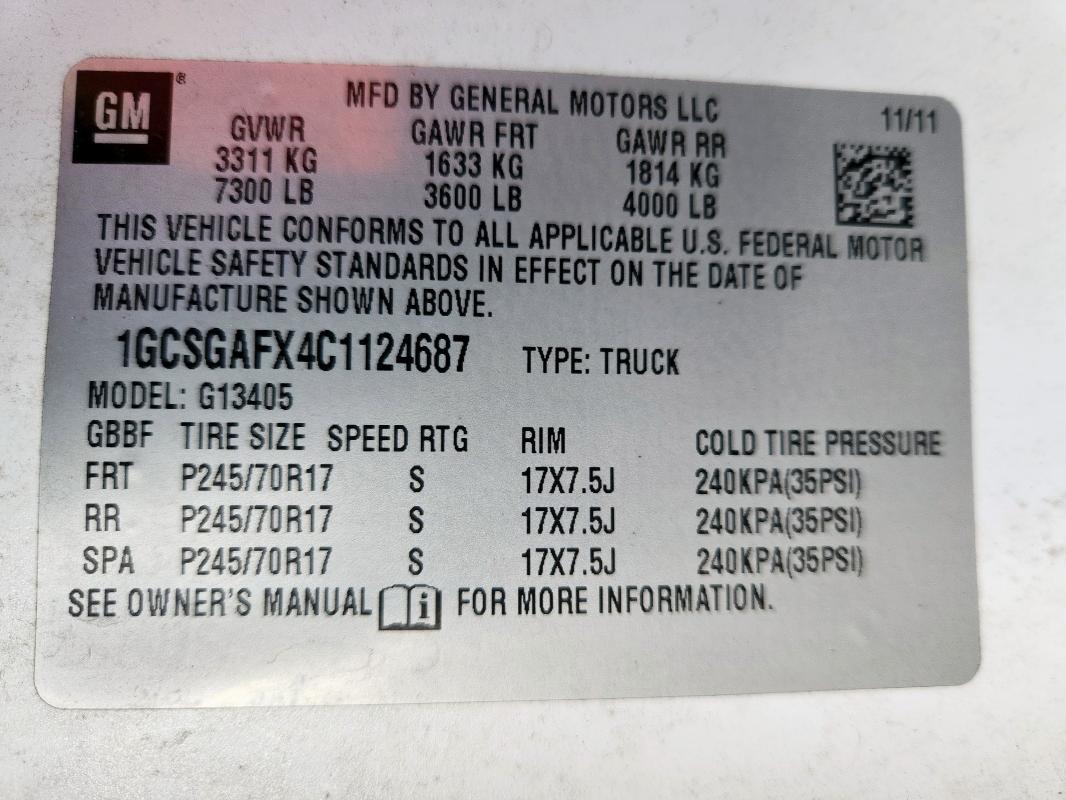 GM ®
MFD BY GENERAL MOTORS LLC 11/11
GVWR GAWR FRT GAWR RR
3311 KG 1633 KG 1814 KG
7300 LB 3600 LB 4000 LB
THIS VEHICLE CONFORMS TO ALL APPLICABLE U.S. FEDERAL MOTOR
VEHICLE SAFETY STANDARDS IN EFFECT ON THE DATE OF
MANUFACTURE SHOWN ABOVE.
1GCSGAFX4C1124687 TYPE: TRUCK
MODEL: G13405
GBBF TIRE SIZE SPEED RTG RIM COLD TIRE PRESSURE
FRT P245/70R17 S 17X7.5J 240KPA(35PSI)
RR P245/70R17 S 17X7.5J 240KPA(35PSI)
SPA P245/70R17 S 17X7.5J 240KPA(35PSI)
SEE OWNER'S MANUAL i FOR MORE INFORMATION.